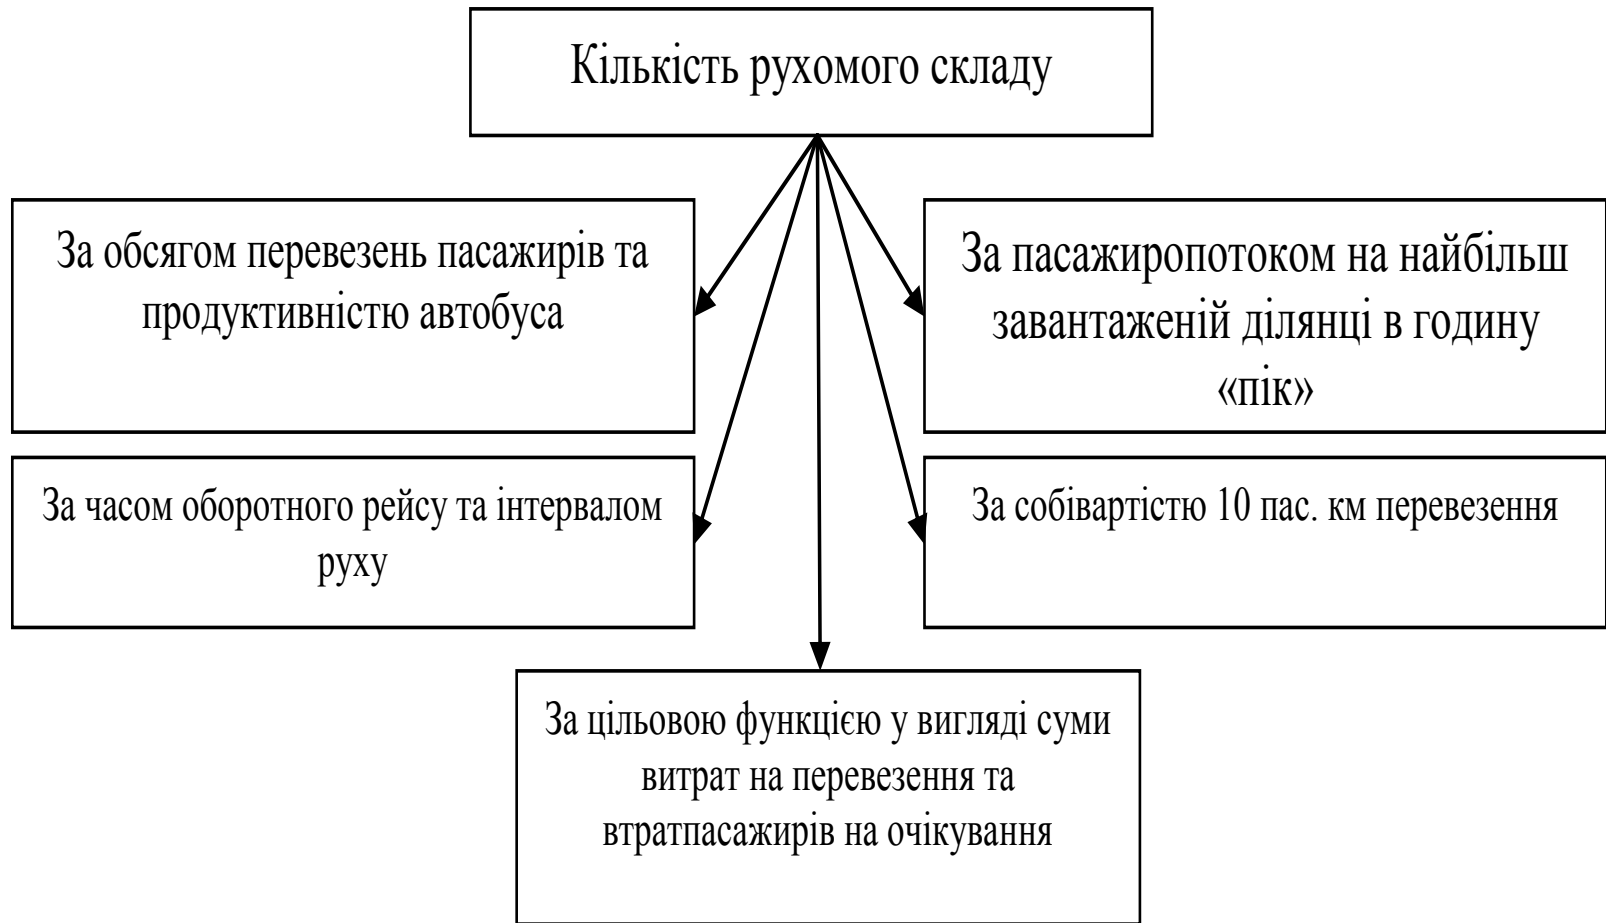 Кількість рухомого складу
За обсягом перевезень пасажирів та
продуктивністю автобуса
За пасажиропотоком на найбільш
завантаженій ділянці в годину
«пік»
За часом оборотного рейсу та інтервалом
руху
За собівартістю 10 пас. км перевезення
За цільовою функцією у вигляді суми
витрат на перевезення та
втратпасажирів на очікування